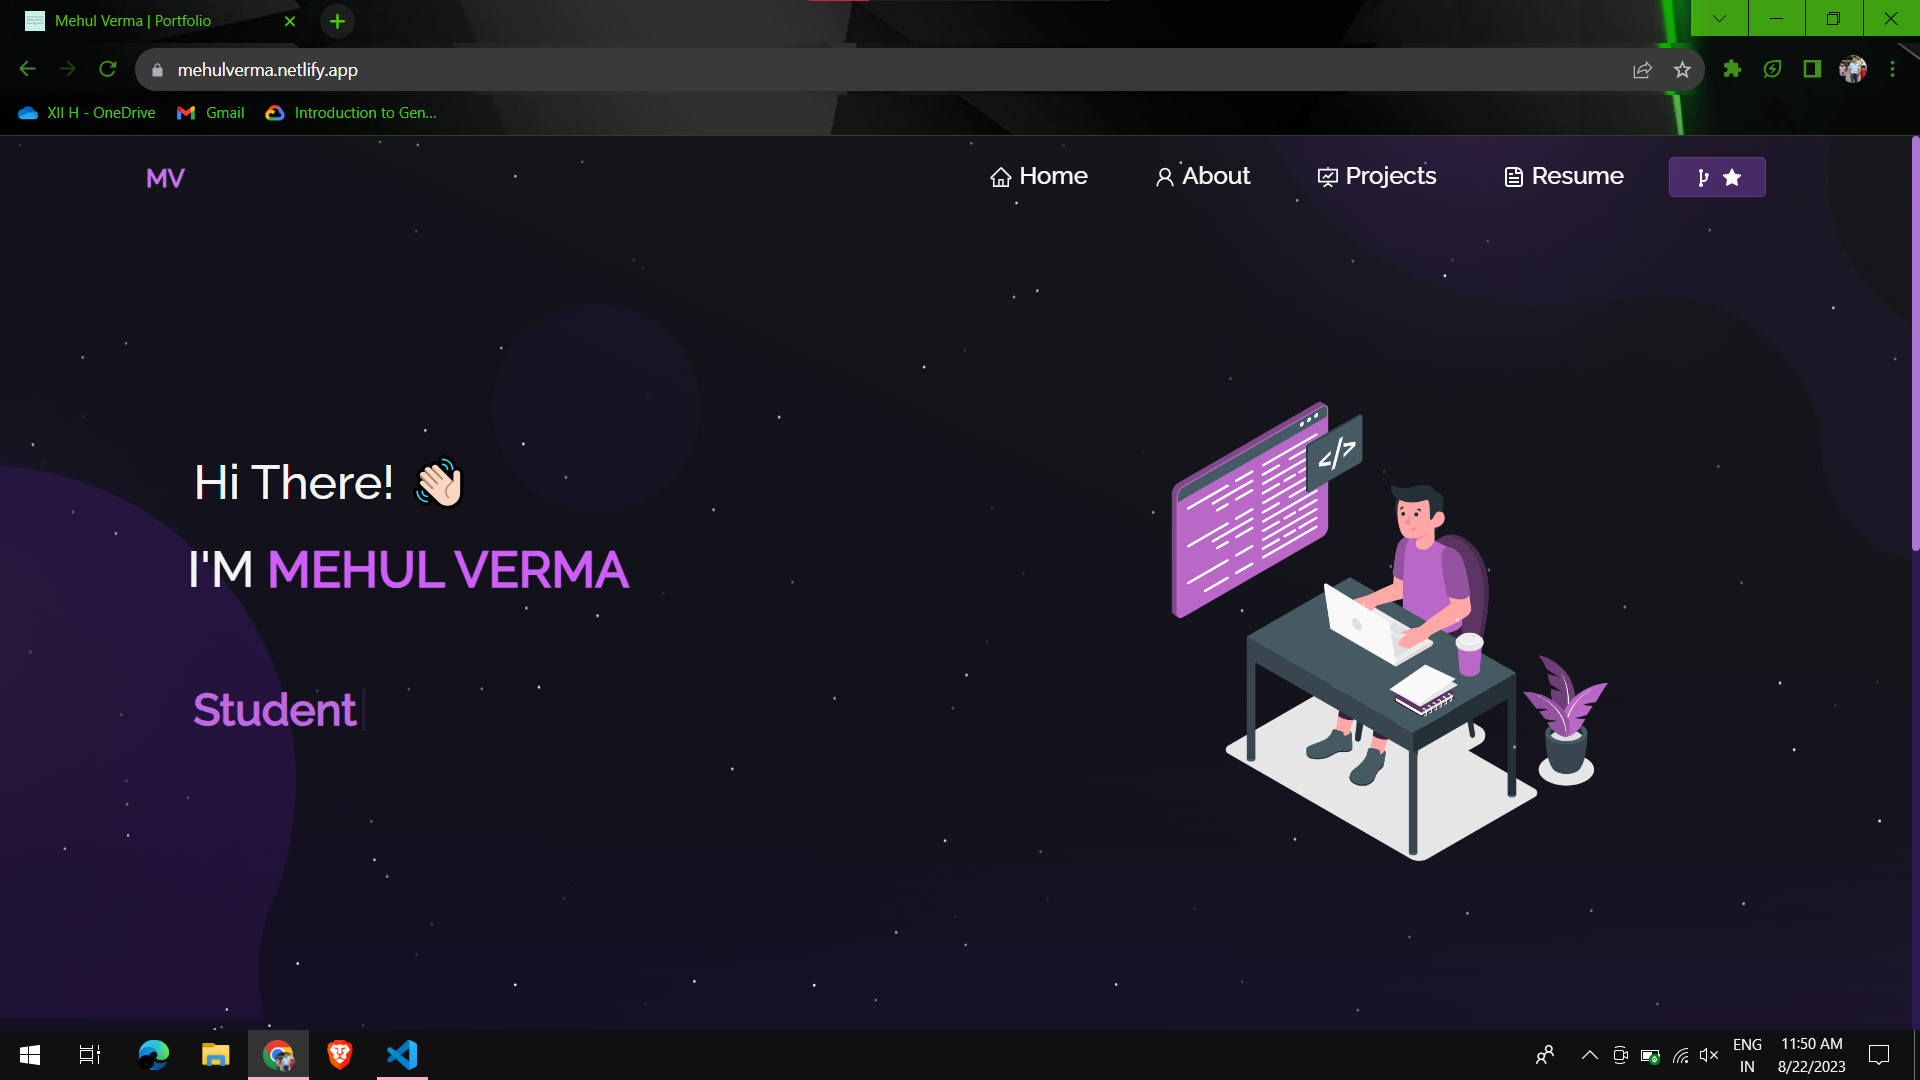 Mehul Verma | Portfolio
mehulverma.netlify.app
XII H - OneDrive
Gmail
Introduction to Gen...
MV
Home
About
Projects
Resume
</>
Hi There! 👋🏻
I'M MEHUL VERMA
Student
ENG
IN
11:50 AM
8/22/2023